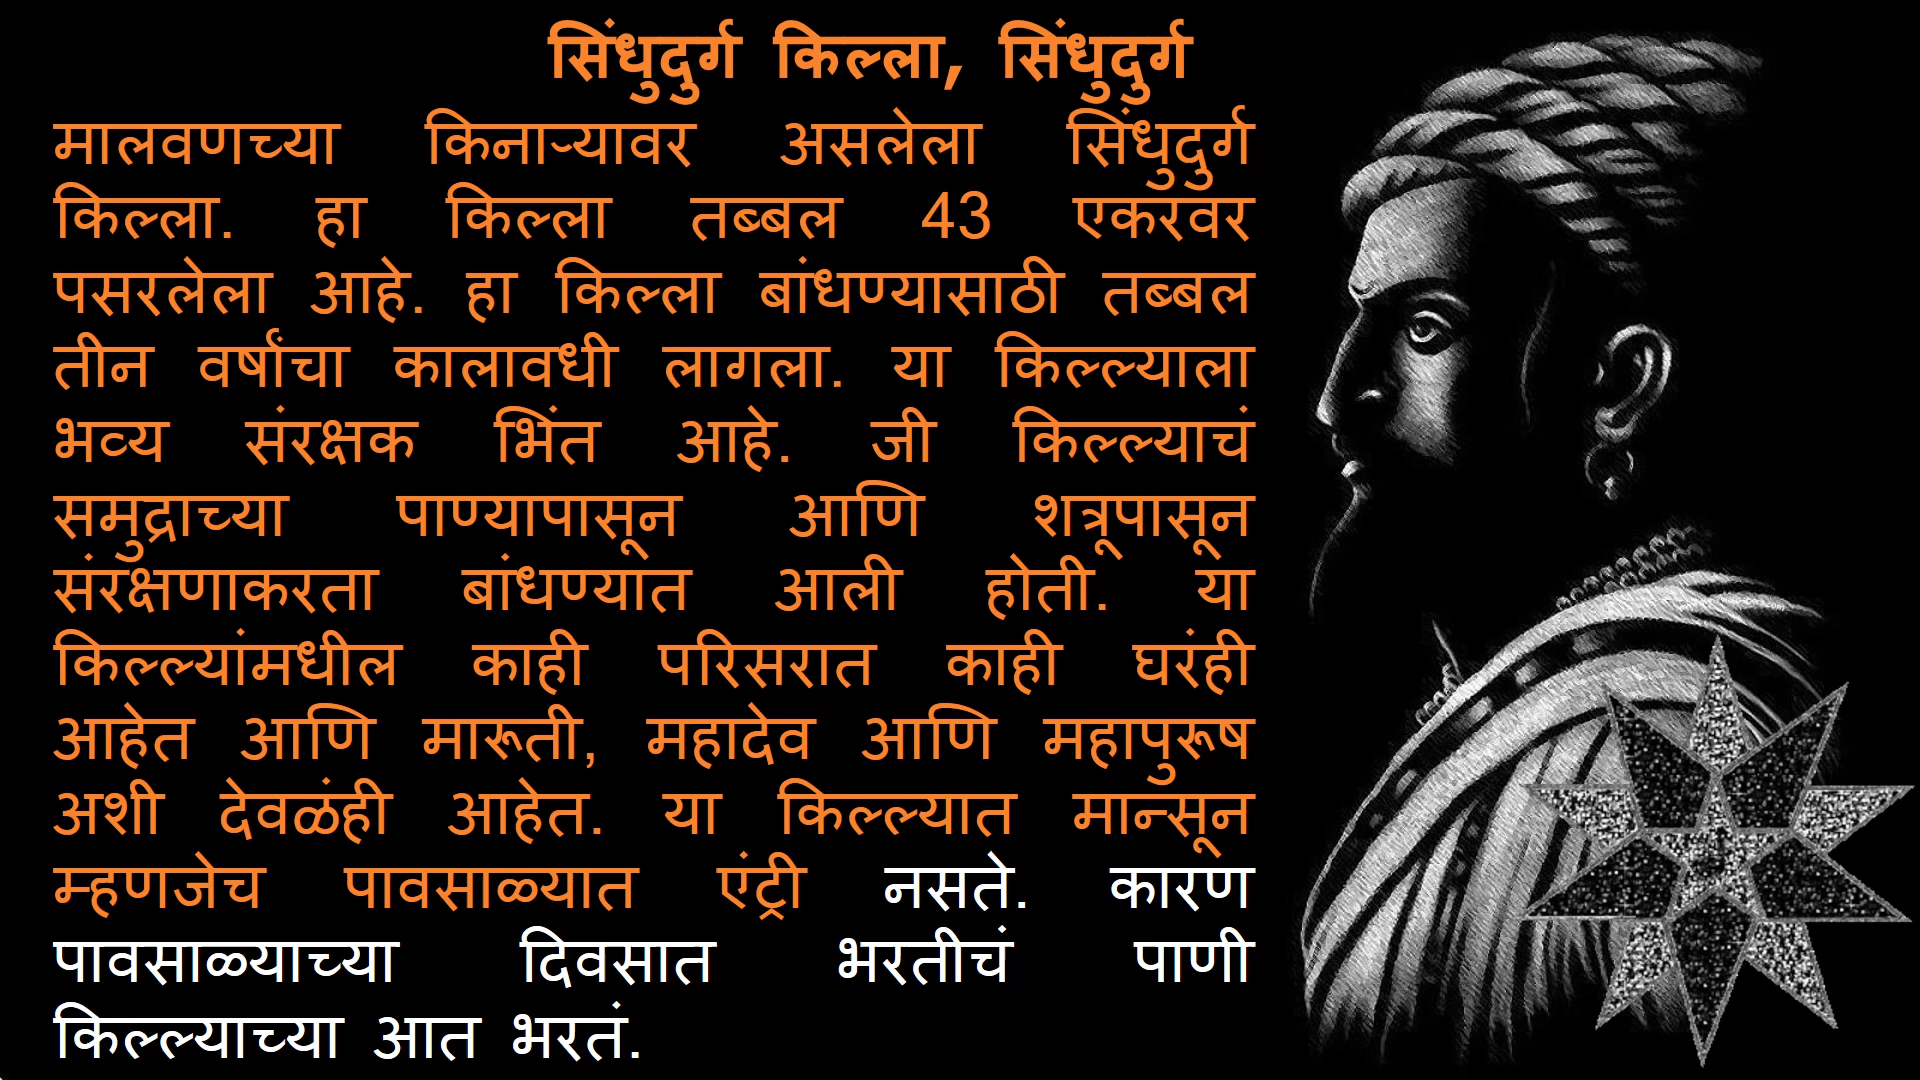 सिंधुदुर्ग किल्ला, सिंधुदुर्ग
मालवणच्या किनाऱ्यावर असलेला सिंधुदुर्ग
किल्ला. हा किल्ला तब्बल 43 एकरवर
पसरलेला आहे. हा किल्ला बांधण्यासाठी तब्बल
तीन वर्षांचा कालावधी लागला. या किल्ल्याला
भव्य संरक्षक भिंत आहे. जी किल्ल्याचं
समुद्राच्या पाण्यापासून आणि शत्रूपासून
संरक्षणाकरता बांधण्यात आली होती. या
किल्ल्यांमधील काही परिसरात काही घरंही
आहेत आणि मारूती, महादेव आणि महापुरूष
अशी देवळंही आहेत. या किल्ल्यात मान्सून
म्हणजेच पावसाळ्यात एंट्री नसते. कारण
पावसाळ्याच्या दिवसात भरतीचं पाणी
किल्ल्याच्या आत भरतं.